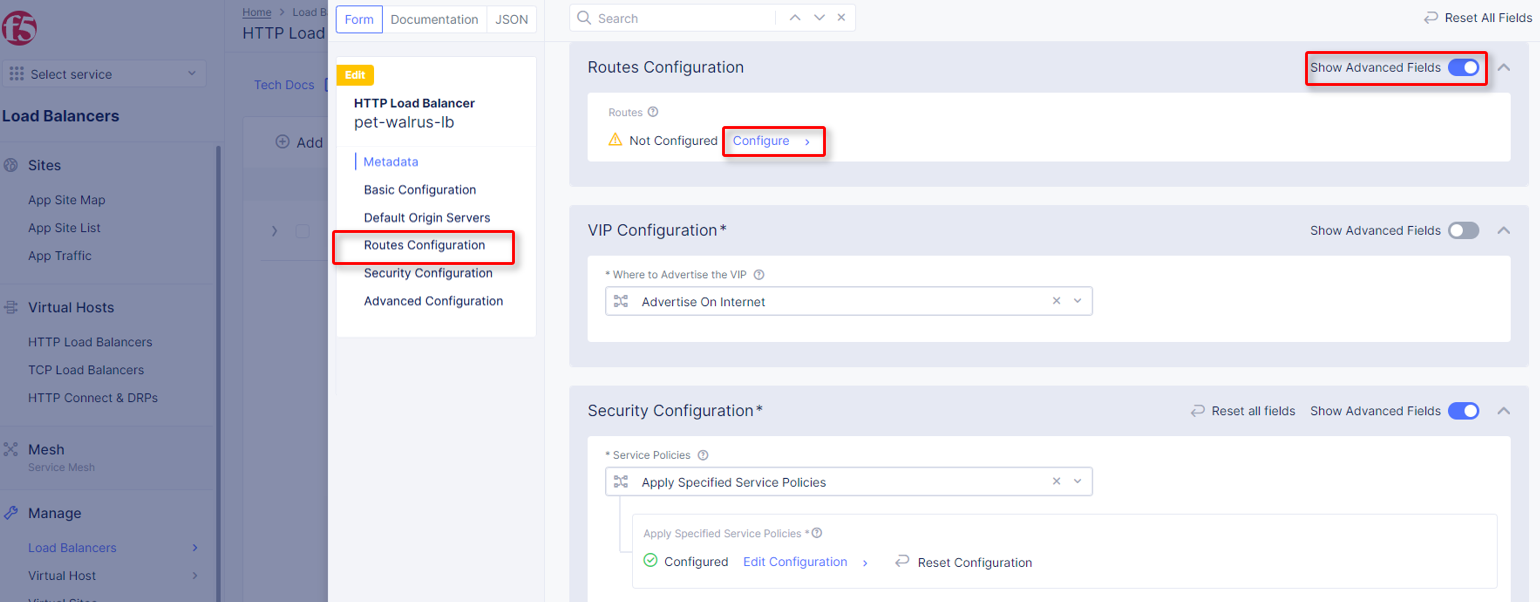 f5
Select service
Load Balancers
Sites
App Site Map
App Site List
App Traffic
Virtual Hosts
HTTP Load Balancers
TCP Load Balancers
HTTP Connect & DRPs
Mesh
Service Mesh
Manage
Load Balancers
Virtual Host
Virtual Sites
Home > Load B
HTTP Load
Tech Docs
Add
Form Documentation JSON
Edit
HTTP Load Balancer
pet-walrus-lb
Metadata
Basic Configuration
Default Origin Servers
Routes Configuration
Security Configuration
Advanced Configuration
Search
Reset All Fields
Routes Configuration
Show Advanced Fields
Routes
Not Configured Configure
VIP Configuration *
Show Advanced Fields
* Where to Advertise the VIP
Advertise On Internet
Security Configuration *
Reset all fields Show Advanced Fields
* Service Policies
Apply Specified Service Policies
Apply Specified Service Policies *
Configured Edit Configuration Reset Configuration